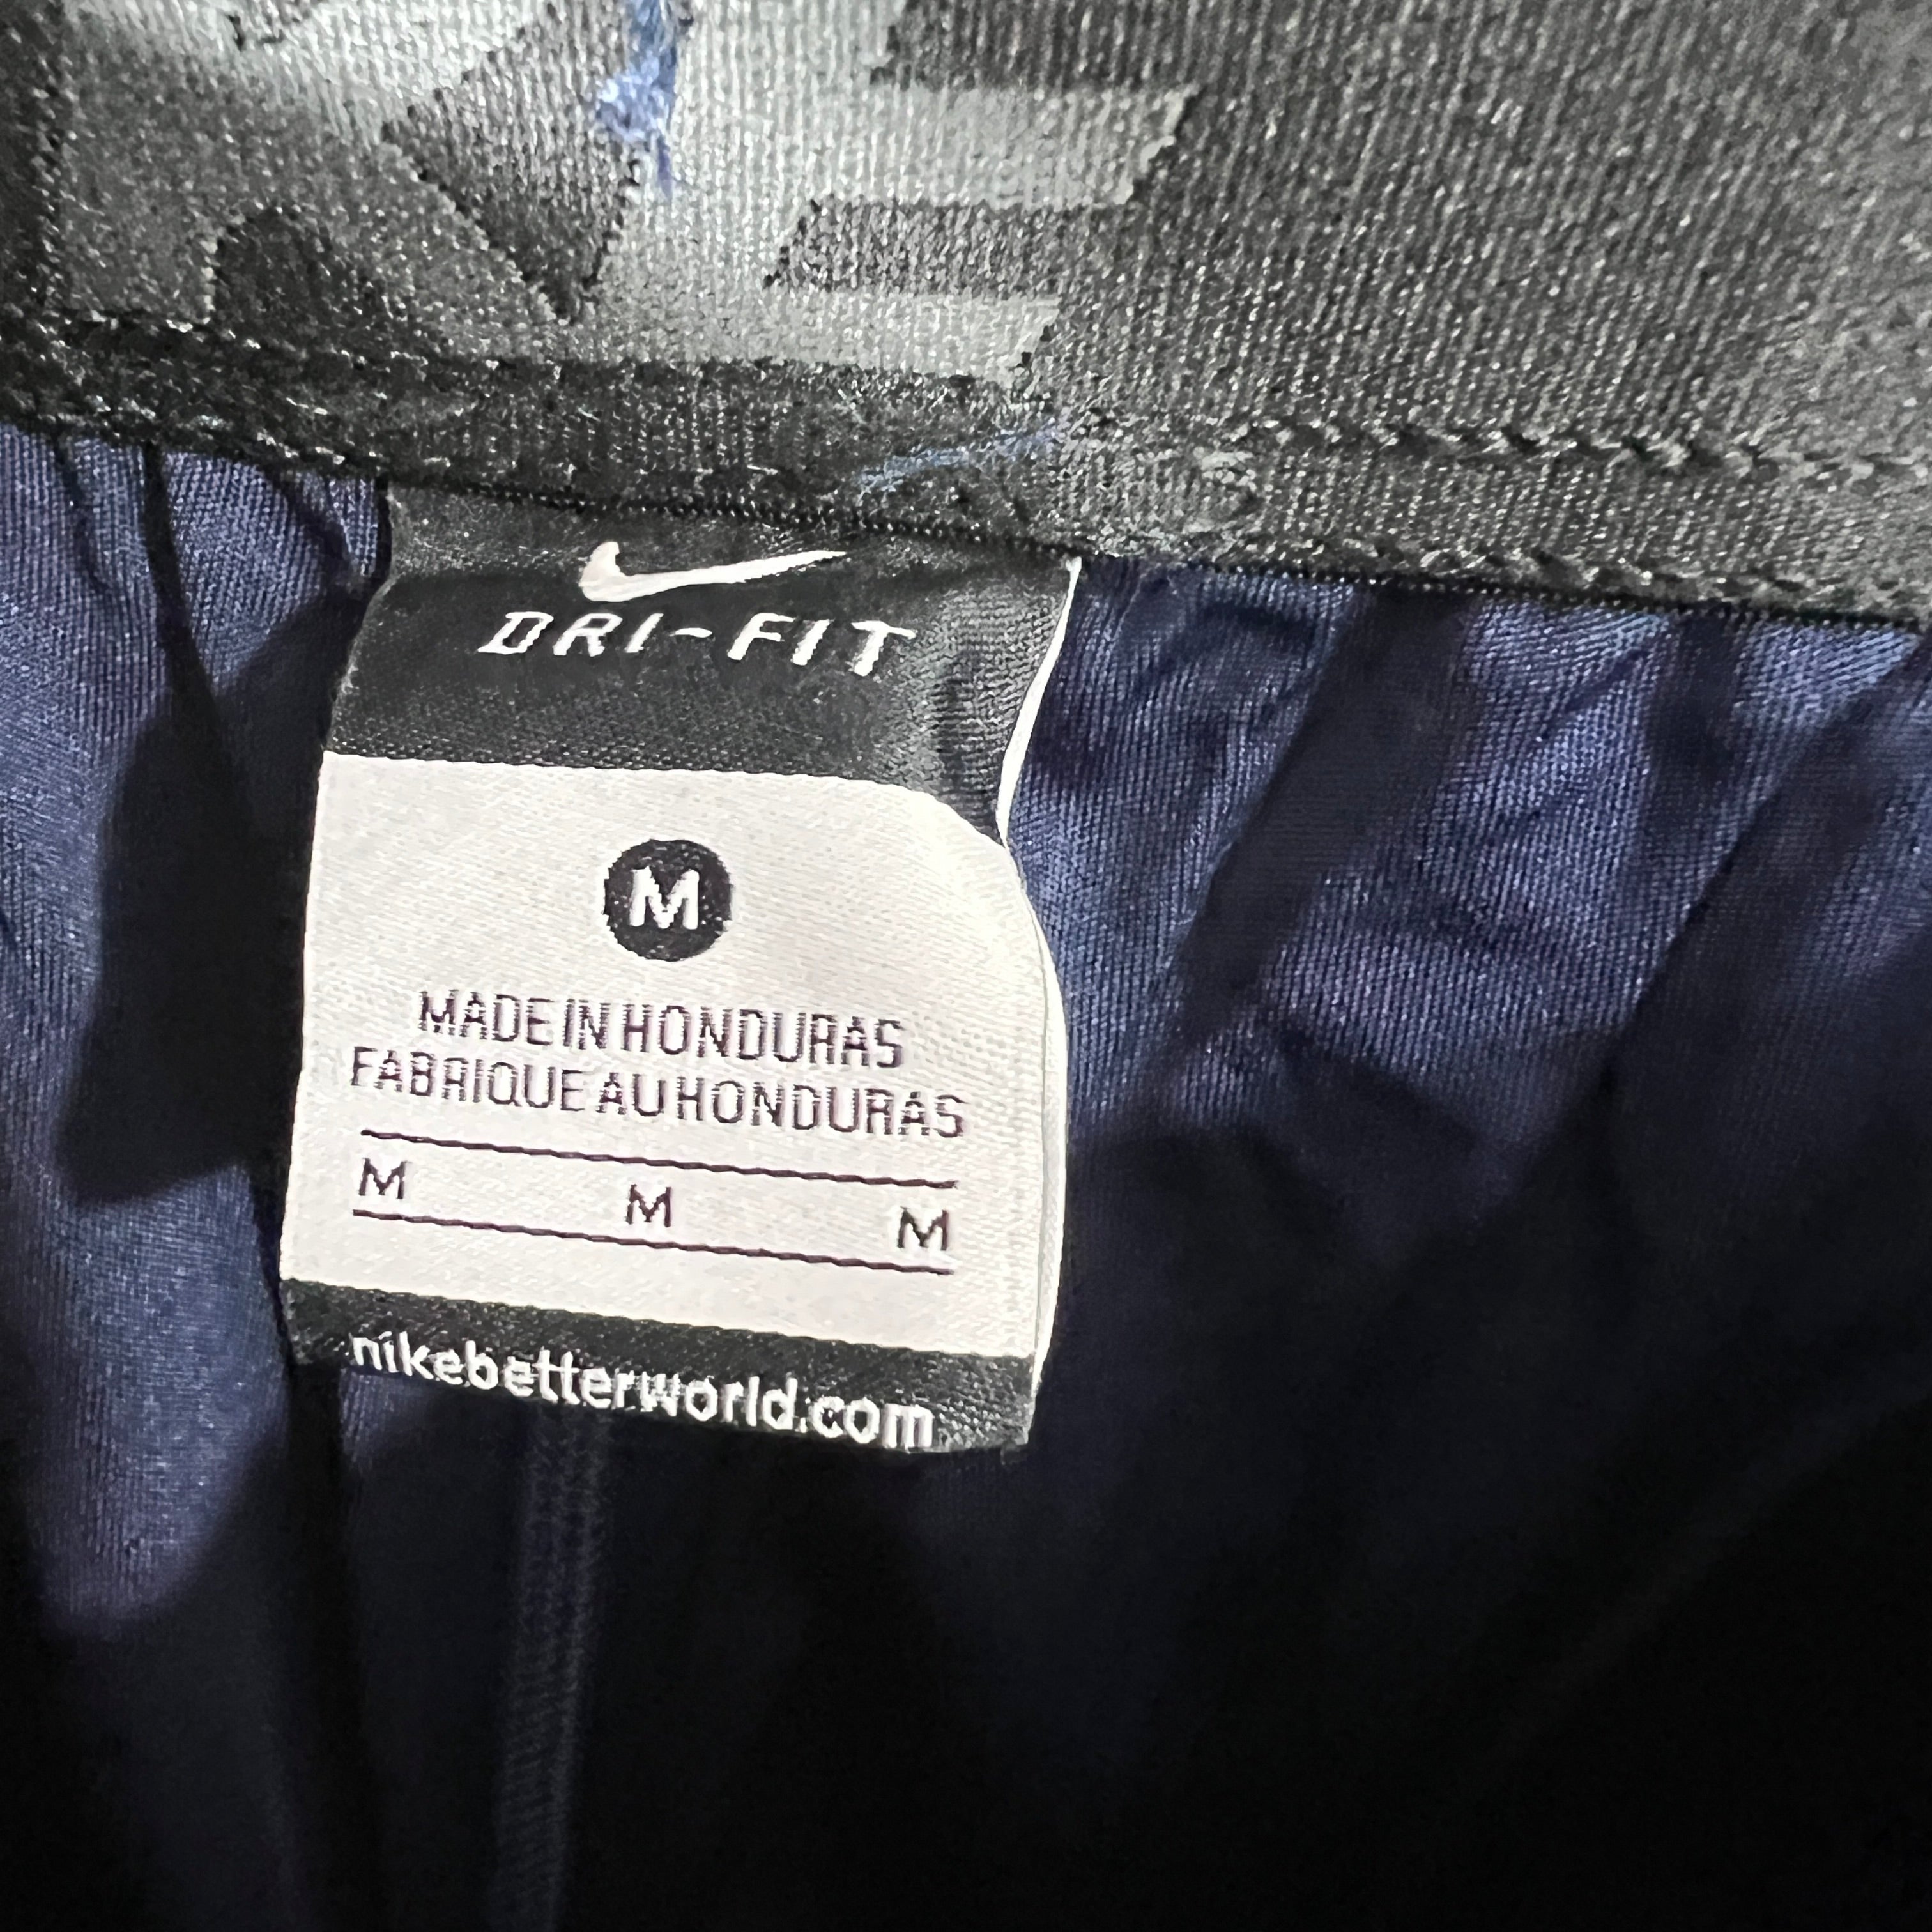 DRI-FIT
M
MADE IN HONDURAS
FABRIQUE AU HONDURAS
M M M
nikebetterworld.com